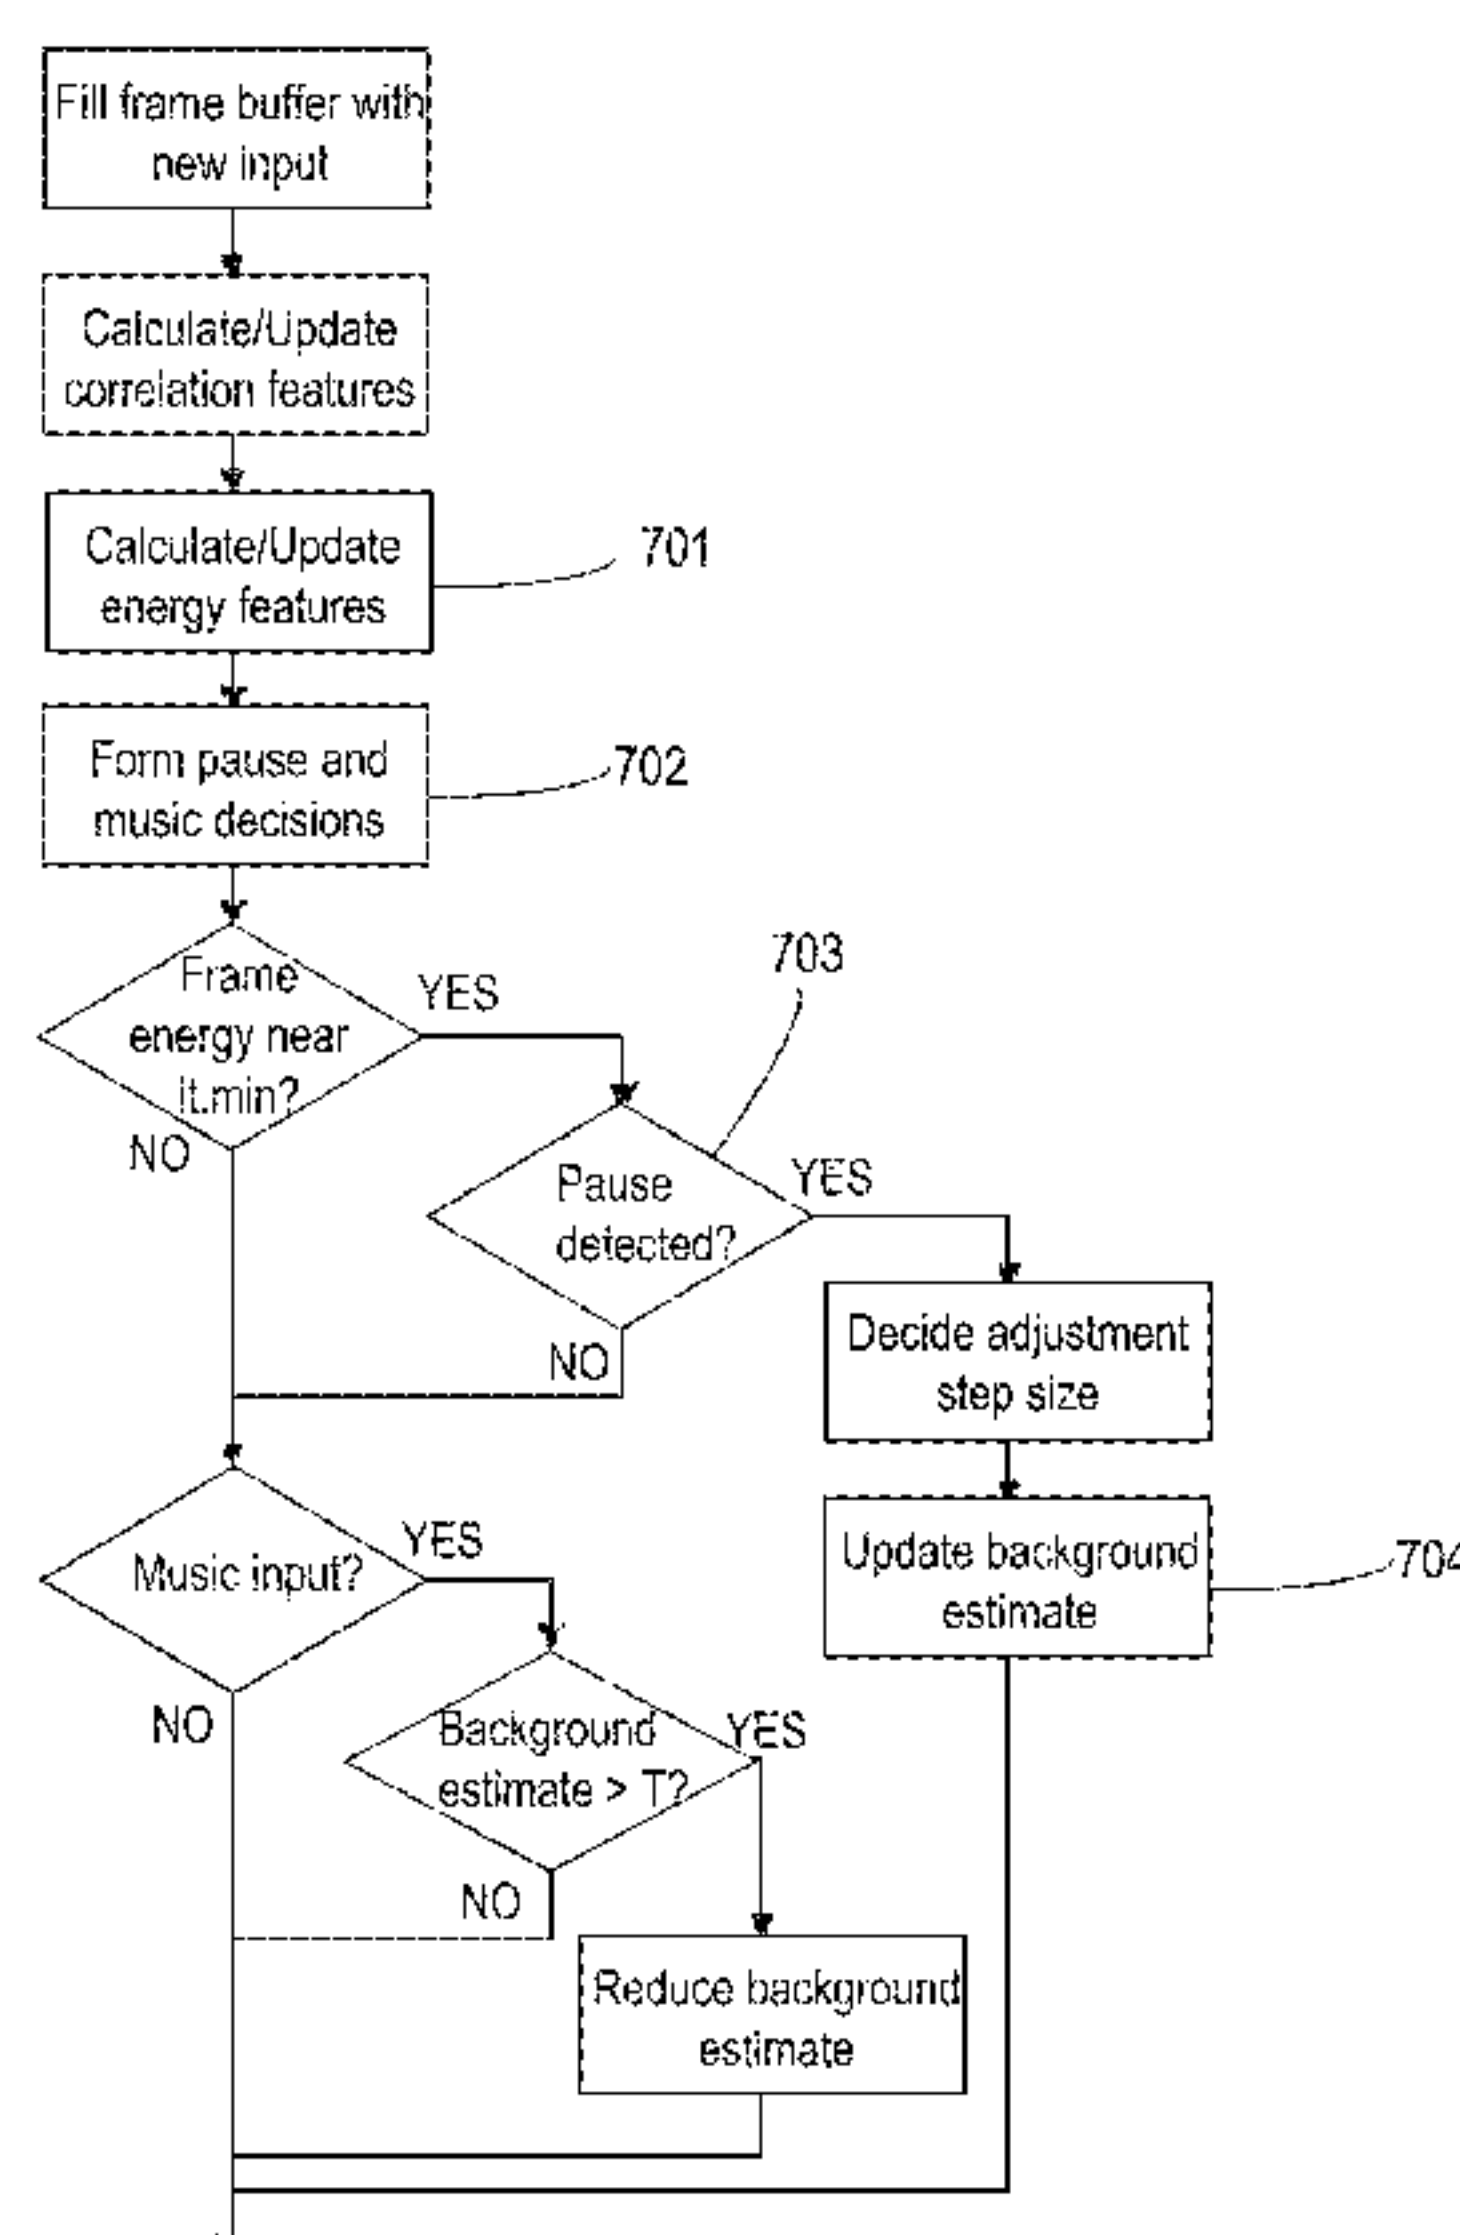 Fill frame buffer with
new input
Calculate/Update
correlation features
Calculate/Update
energy features
701
Form pause and
music decisions
702
Frame
energy near
lt.min?
YES
NO
703
Pause
detected?
YES
NO
Decide adjustment
step size
Update background
estimate
704
Music input?
YES
NO
Background
estimate > T?
YES
NO
Reduce background
estimate